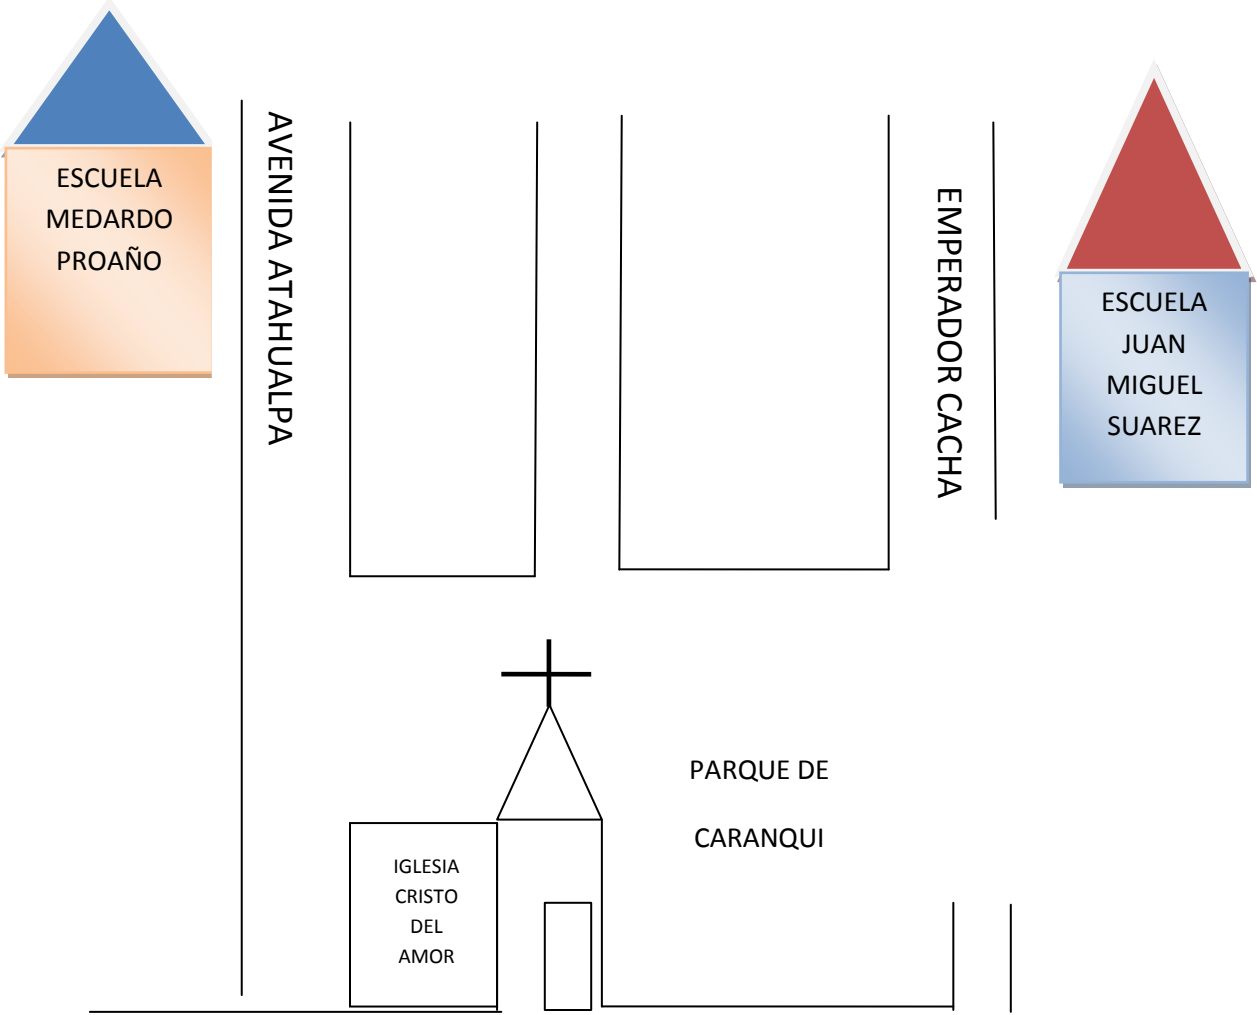 ESCUELA
MEDARDO
PROAÑO
AVENIDA ATAHUALPA
EMPERADOR CACHA
ESCUELA
JUAN
MIGUEL
SUAREZ
PARQUE DE
CARANQUI
IGLESIA
CRISTO
DEL
AMOR